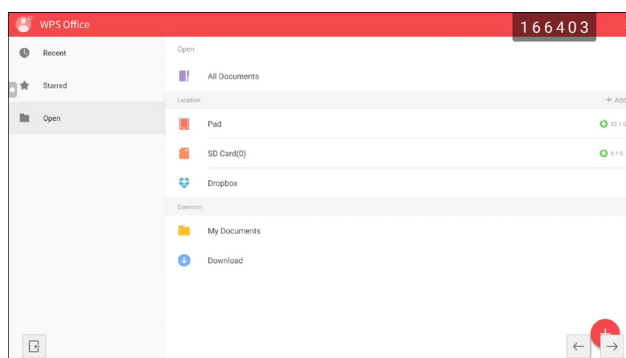 WPS Office
166403
Recent
Starred
Open
Open
All Documents
Location
+ Add
Pad
SD Card(0)
Dropbox
Common
My Documents
Download